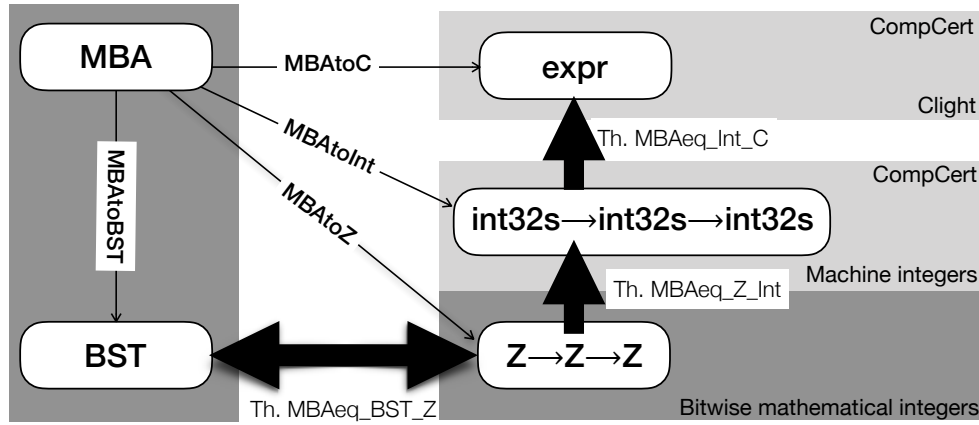 MBA
MBAtoC
expr
CompCert
Clight
Th. MBAeq_Int_C
MBAtoInt
MBAtoZ
MBAtoBST
CompCert
int32s→int32s→int32s
Machine integers
Th. MBAeq_Z_Int
BST
Z→Z→Z
Th. MBAeq_BST_Z
Bitwise mathematical integers